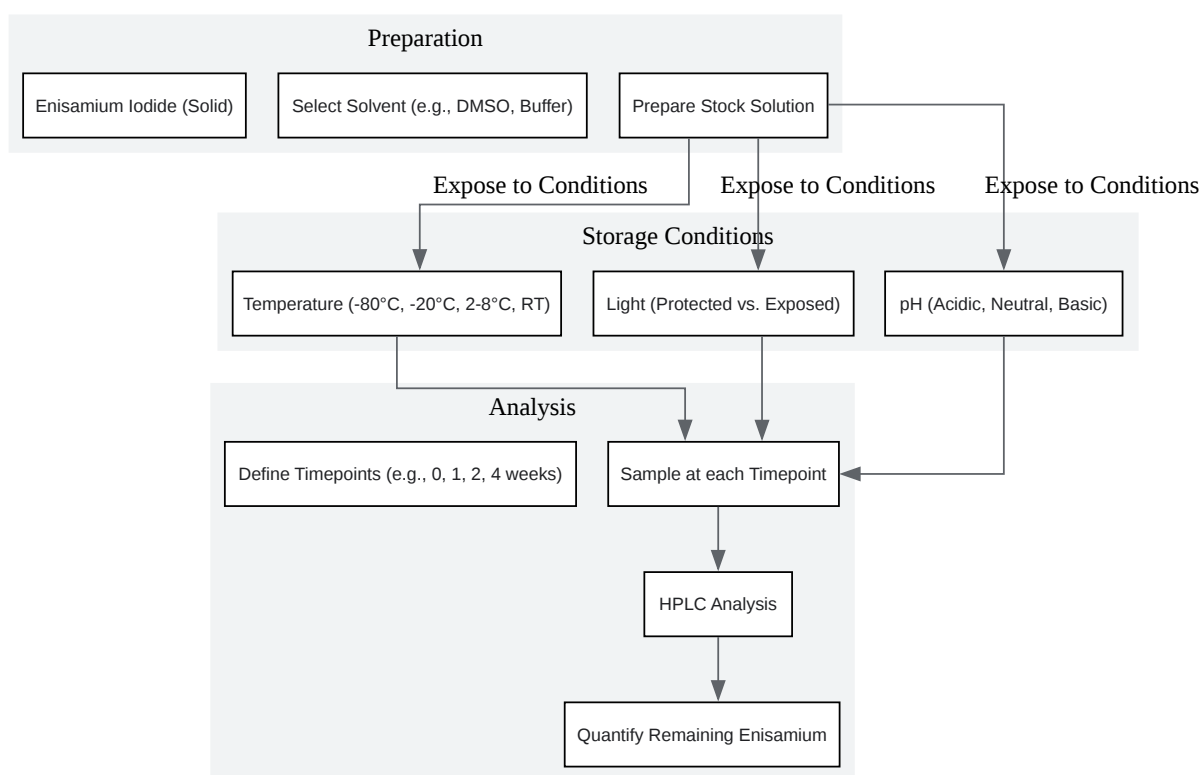 Preparation
Enisamium Iodide (Solid)
Select Solvent (e.g., DMSO, Buffer)
Prepare Stock Solution
Expose to Conditions
Expose to Conditions
Expose to Conditions
Storage Conditions
Temperature (-80°C, -20°C, 2-8°C, RT)
Light (Protected vs. Exposed)
pH (Acidic, Neutral, Basic)
Analysis
Define Timepoints (e.g., 0, 1, 2, 4 weeks)
Sample at each Timepoint
HPLC Analysis
Quantify Remaining Enisamium